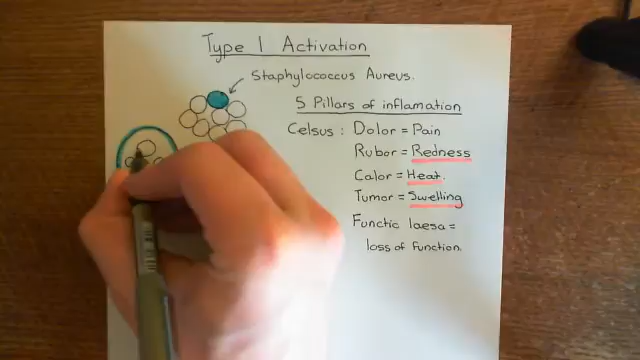 Type 1 Activation
Staphylococcus Aureus.
5 Pillars of inflamation
Celsus : Dolor = Pain
Rubor = Redness
Calor = Heat.
Tumor = Swelling
Functic laesa =
loss of function.